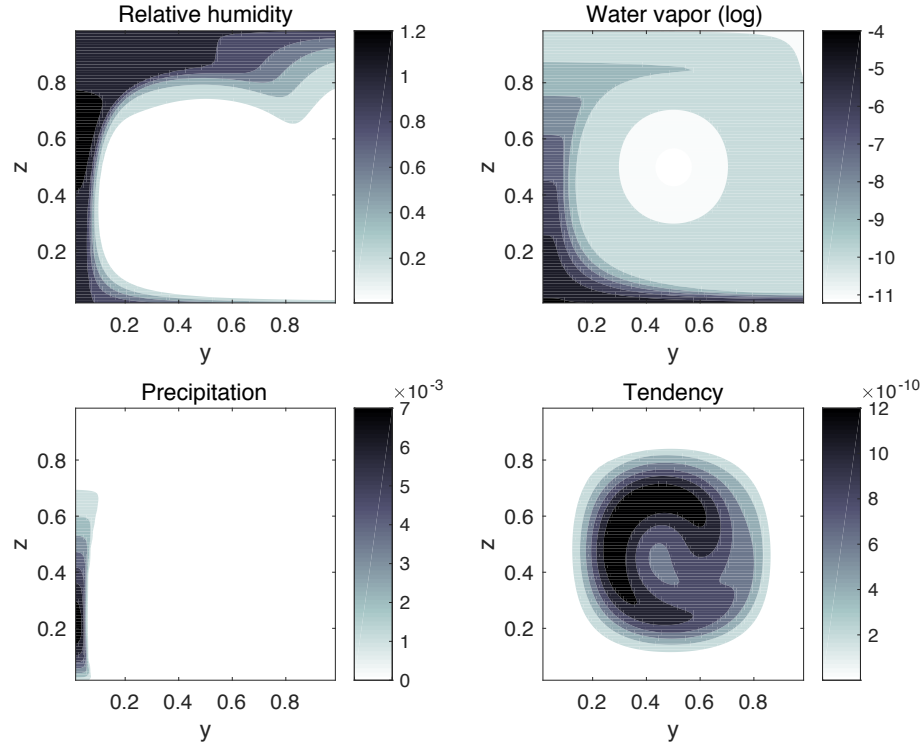 Relative humidity
1.2
1
0.8
0.6
0.4
0.2
0.8
0.6
0.4
0.2
z
0.2 0.4 0.6 0.8
y
Water vapor (log)
-4
-5
-6
-7
-8
-9
-10
-11
0.8
0.6
0.4
0.2
z
0.2 0.4 0.6 0.8
y
Precipitation
×10-3
7
6
5
4
3
2
1
0
0.8
0.6
0.4
0.2
z
0.2 0.4 0.6 0.8
y
Tendency
×10-10
12
10
8
6
4
2
0.8
0.6
0.4
0.2
z
0.2 0.4 0.6 0.8
y